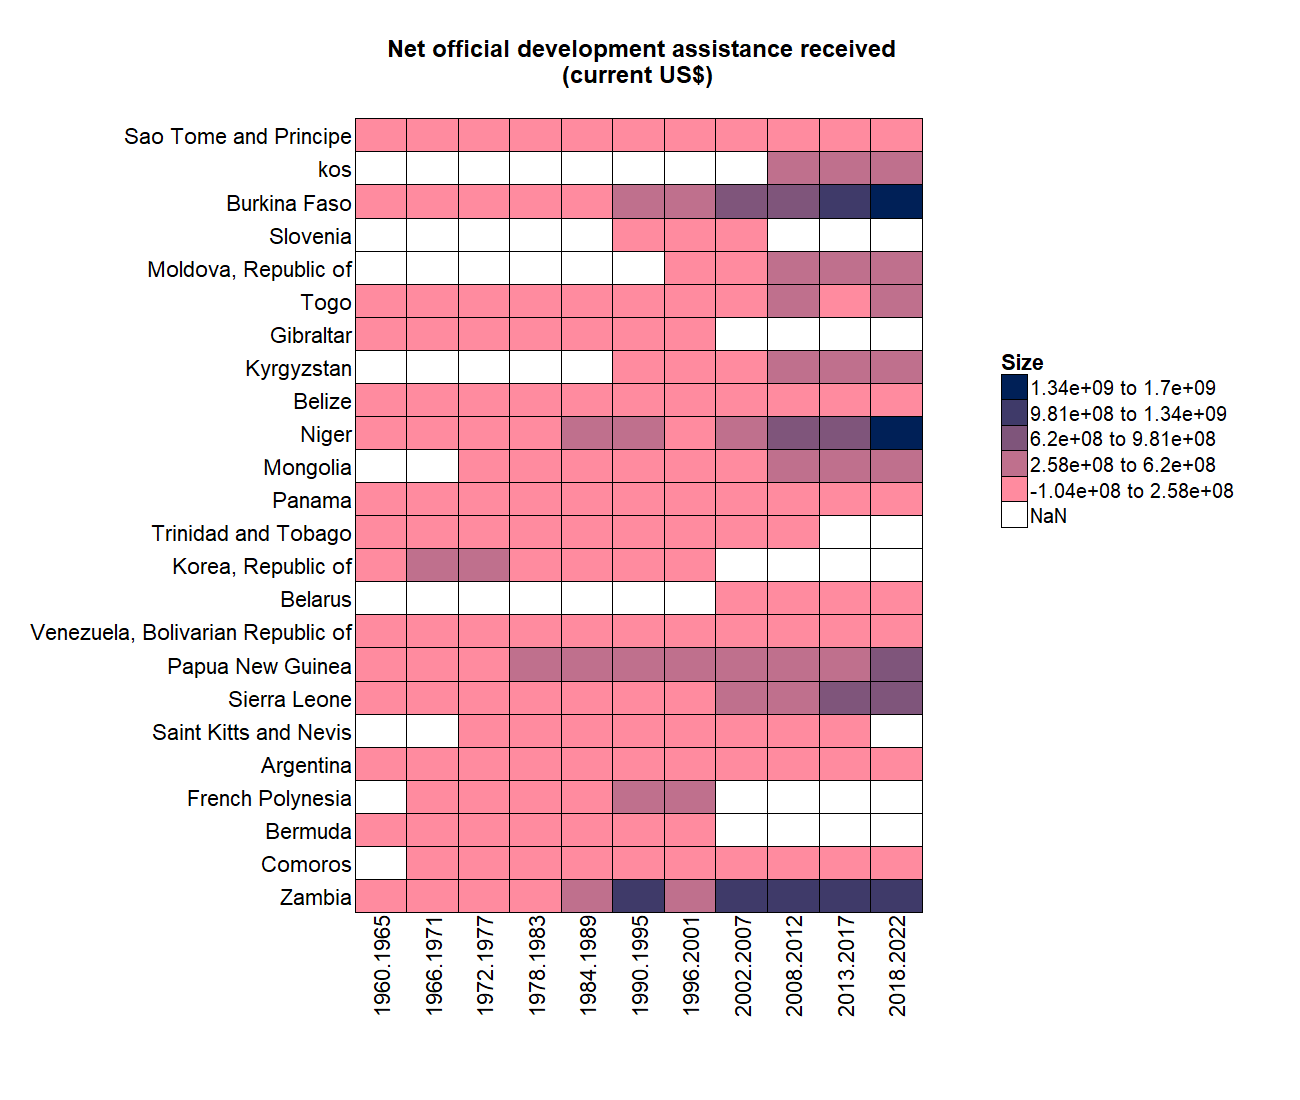 Net official development assistance received
(current US$)
Sao Tome and Principe
kos
Burkina Faso
Slovenia
Moldova, Republic of
Togo
Gibraltar
Kyrgyzstan
Belize
Niger
Mongolia
Panama
Trinidad and Tobago
Korea, Republic of
Belarus
Venezuela, Bolivarian Republic of
Papua New Guinea
Sierra Leone
Saint Kitts and Nevis
Argentina
French Polynesia
Bermuda
Comoros
Zambia
1960.1965
1966.1971
1972.1977
1978.1983
1984.1989
1990.1995
1996.2001
2002.2007
2008.2012
2013.2017
2018.2022
Size
1.34e+09 to 1.7e+09
9.81e+08 to 1.34e+09
6.2e+08 to 9.81e+08
2.58e+08 to 6.2e+08
-1.04e+08 to 2.58e+08
NaN